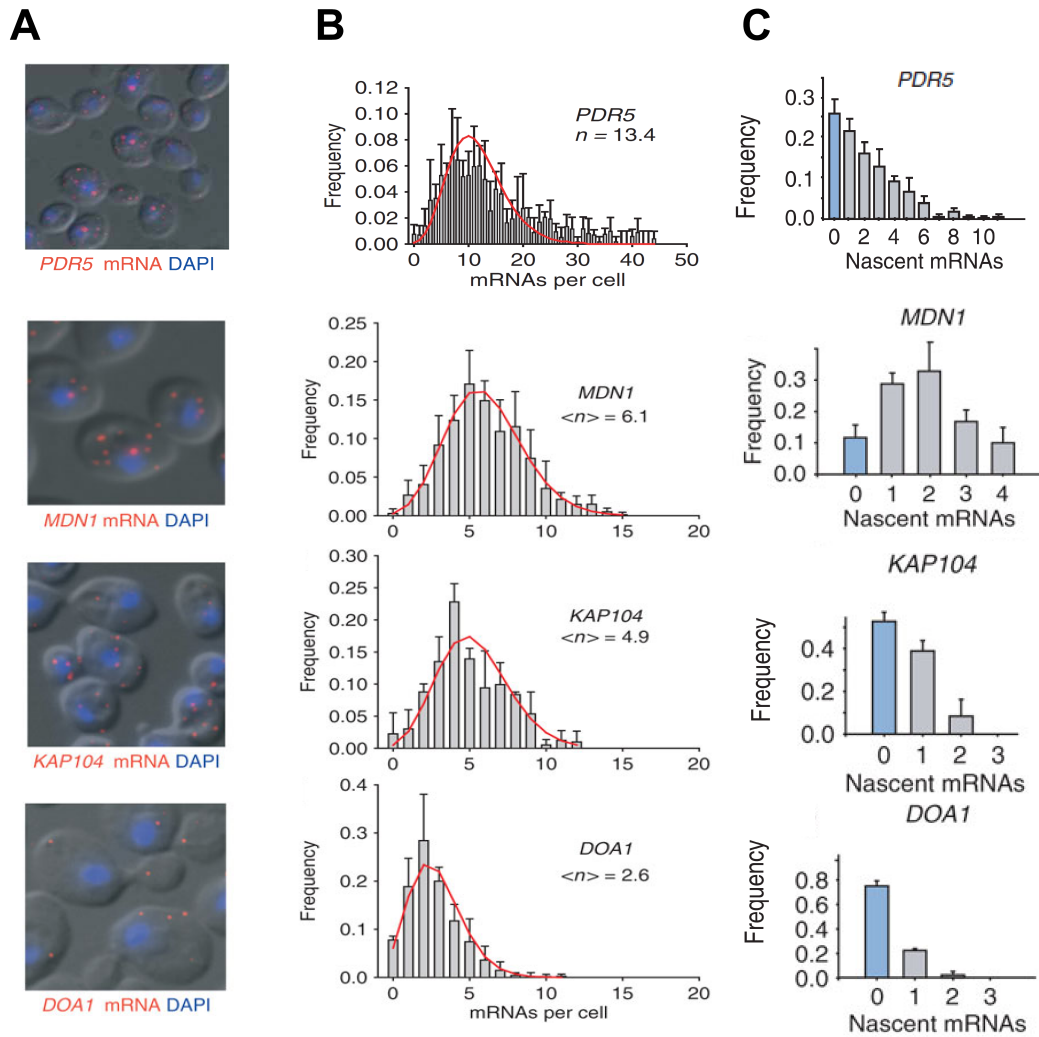 A
B
C
PDR5 mRNA DAPI
Frequency
0.12
0.10
0.08
0.06
0.04
0.02
0.00
PDR5
n = 13.4
0 10 20 30 40 50
mRNAs per cell
PDR5
Frequency
0.3
0.2
0.1
0.0
0 2 4 6 8 10
Nascent mRNAs
MDN1 mRNA DAPI
Frequency
0.25
0.20
0.15
0.10
0.05
0.00
MDN1
<n> = 6.1
0 5 10 15 20
MDN1
Frequency
0.3
0.2
0.1
0.0
0 1 2 3 4
Nascent mRNAs
KAP104 mRNA DAPI
Frequency
0.30
0.25
0.20
0.15
0.10
0.05
0.00
KAP104
<n> = 4.9
0 5 10 15 20
KAP104
Frequency
0.4
0.2
0.0
0 1 2 3
Nascent mRNAs
DOA1 mRNA DAPI
Frequency
0.4
0.3
0.2
0.1
0.0
DOA1
<n> = 2.6
0 5 10 15 20
mRNAs per cell
DOA1
Frequency
0.8
0.6
0.4
0.2
0.0
0 1 2 3
Nascent mRNAs